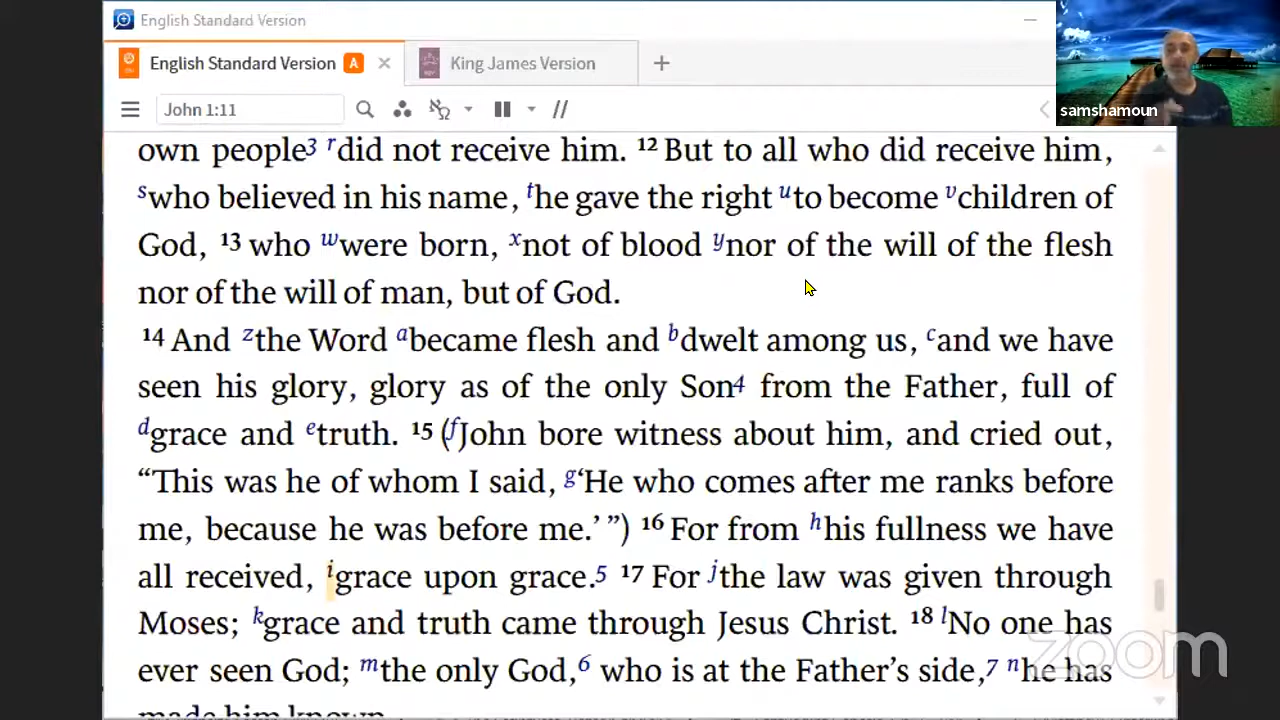 English Standard Version
English Standard Version A
King James Version
John 1:11
samshamoun
own people3 rdid not receive him. 12 But to all who did receive him,
swho believed in his name, the gave the right uto become vchildren of
God, 13 who wwere born, xnot of blood ynor of the will of the flesh
nor of the will of man, but of God.
14 And zthe Word abecame flesh and bdwelt among us, cand we have
seen his glory, glory as of the only Son4 from the Father, full of
dgrace and etruth. 15 (fJohn bore witness about him, and cried out,
“This was he of whom I said, g‘He who comes after me ranks before
me, because he was before me.’ ”) 16 For from hhis fullness we have
all received, igrace upon grace.5 17 For jthe law was given through
Moses; kgrace and truth came through Jesus Christ. 18 lNo one has
ever seen God; mthe only God,6 who is at the Father’s side,7 nhe has
made him known
zoom